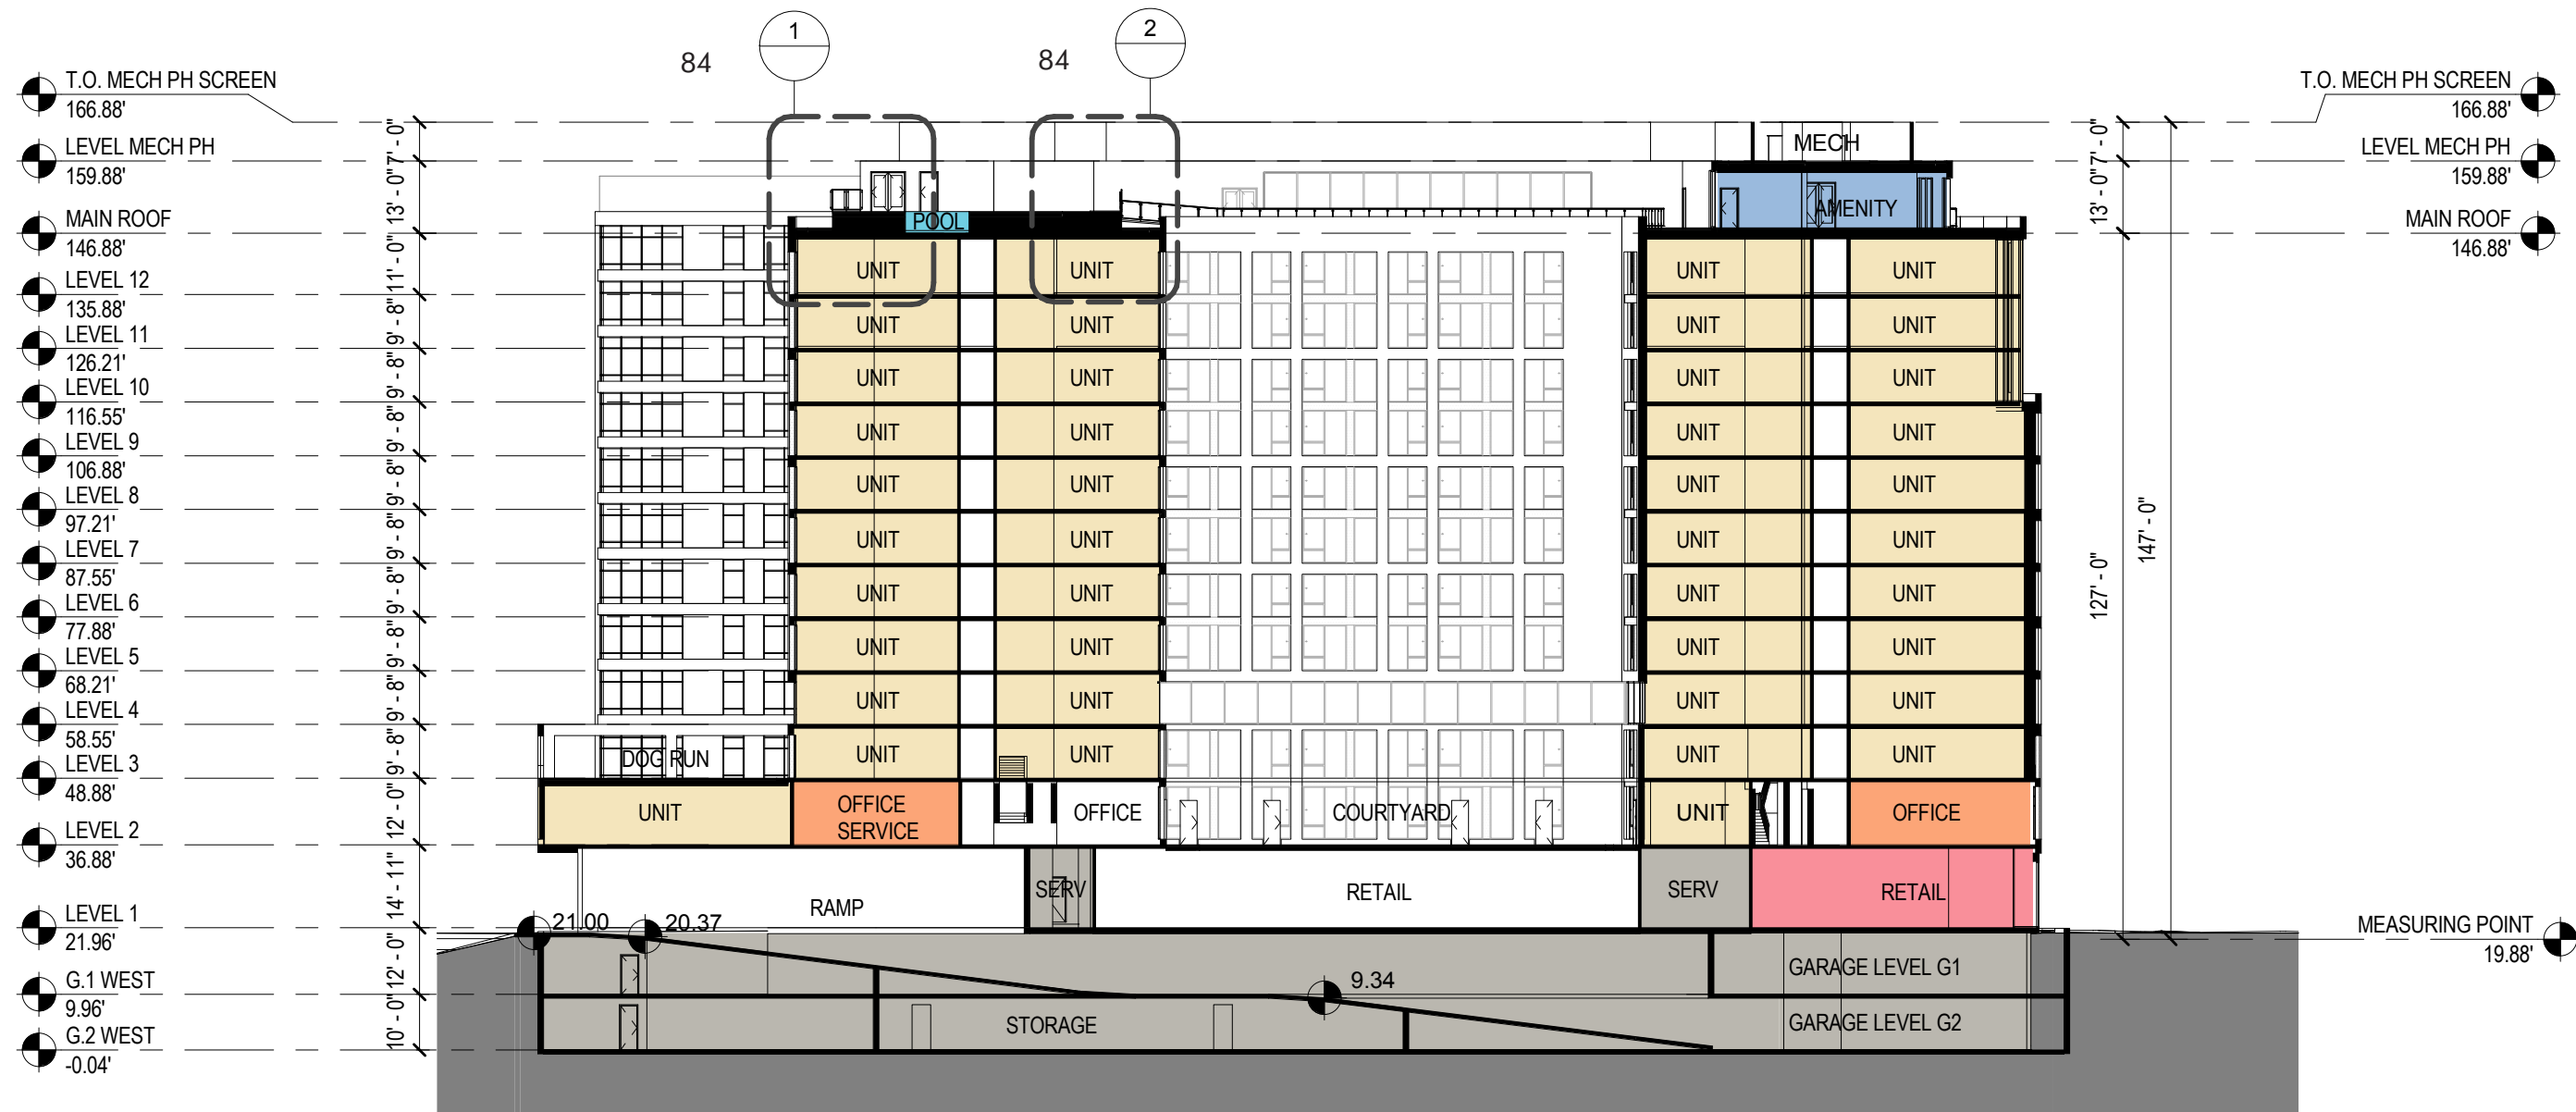 84
1
84
2
T.O. MECH PH SCREEN
166.88'
LEVEL MECH PH
159.88'
MAIN ROOF
146.88'
LEVEL 12
135.88'
LEVEL 11
126.21'
LEVEL 10
116.55'
LEVEL 9
106.88'
LEVEL 8
97.21'
LEVEL 7
87.55'
LEVEL 6
77.88'
LEVEL 5
68.21'
LEVEL 4
58.55'
LEVEL 3
48.88'
LEVEL 2
36.88'
LEVEL 1
21.96'
G.1 WEST
9.96'
G.2 WEST
-0.04'
7' - 0"
13' - 0"
11' - 0"
9' - 8"
9' - 8"
9' - 8"
9' - 8"
9' - 8"
9' - 8"
9' - 8"
9' - 8"
9' - 8"
12' - 0"
14' - 11"
12' - 0"
10' - 0"
MECH
POOL
AMENITY
UNIT UNIT UNIT UNIT
UNIT UNIT UNIT UNIT
UNIT UNIT UNIT UNIT
UNIT UNIT UNIT UNIT
UNIT UNIT UNIT UNIT
UNIT UNIT UNIT UNIT
UNIT UNIT UNIT UNIT
UNIT UNIT UNIT UNIT
UNIT UNIT UNIT UNIT
DOG RUN UNIT UNIT UNIT UNIT
UNIT
OFFICE
SERVICE
OFFICE
COURTYARD
UNIT
OFFICE
RAMP
SERV
RETAIL
SERV
RETAIL
21.00
20.37
9.34
GARAGE LEVEL G1
STORAGE
GARAGE LEVEL G2
7' - 0"
13' - 0"
127' - 0"
147' - 0"
T.O. MECH PH SCREEN
166.88'
LEVEL MECH PH
159.88'
MAIN ROOF
146.88'
MEASURING POINT
19.88'